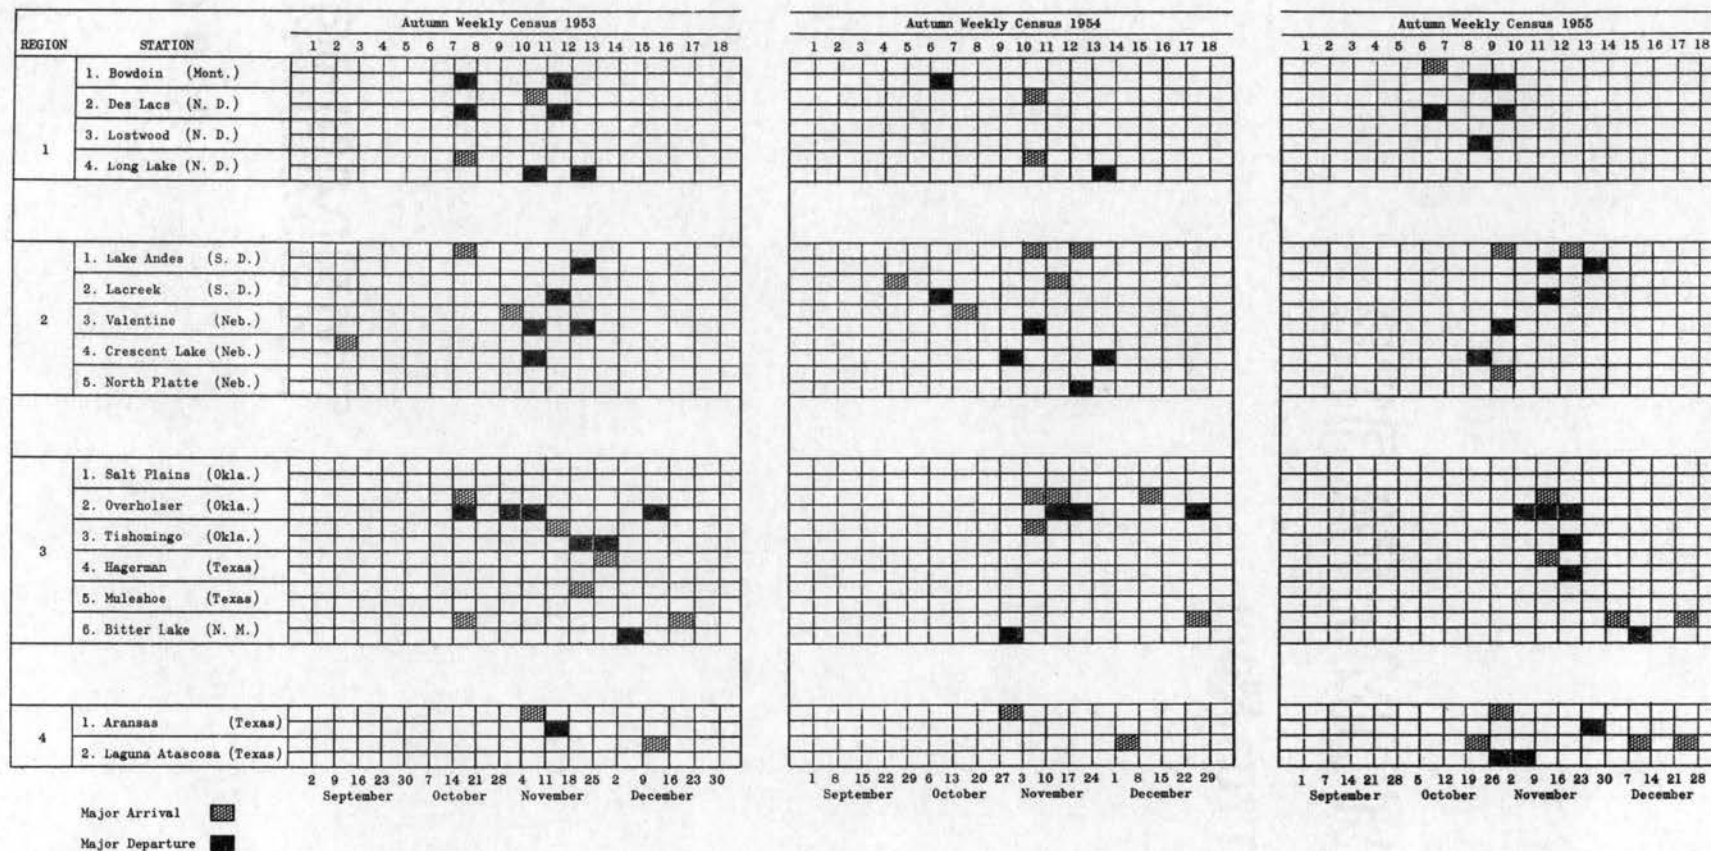 Autumn Weekly Census 1953 Autumn Weekly Census 1954 Autumn Weekly Census 1955
REGION STATION 1 2 3 4 5 6 7 8 9 10 11 12 13 14 15 16 17 18 1 2 3 4 5 6 7 8 9 10 11 12 13 14 15 16 17 18 1 2 3 4 5 6 7 8 9 10 11 12 13 14 15 16 17 18
1. Bowdoin (Mont.)
2. Des Lacs (N. D.)
3. Lostwood (N. D.)
1
4. Long Lake (N. D.)
1. Lake Andes (S. D.)
2. Lacreek (S. D.)
2 3. Valentine (Neb.)
4. Crescent Lake (Neb.)
5. North Platte (Neb.)
1. Salt Plains (Okla.)
2. Overholser (Okla.)
3. Tishomingo (Okla.)
3
4. Hagerman (Texas)
5. Muleshoe (Texas)
6. Bitter Lake (N. M.)
1. Aransas (Texas)
4
2. Laguna Atascosa (Texas)
2 9 16 23 30 7 14 21 28 4 11 18 25 2 9 16 23 30 1 8 15 22 29 6 13 20 27 3 10 17 24 1 8 15 22 29 1 7 14 21 28 5 12 19 26 2 9 16 23 30 7 14 21 28
September October November December September October November December September October November December
Major Arrival
Major Departure